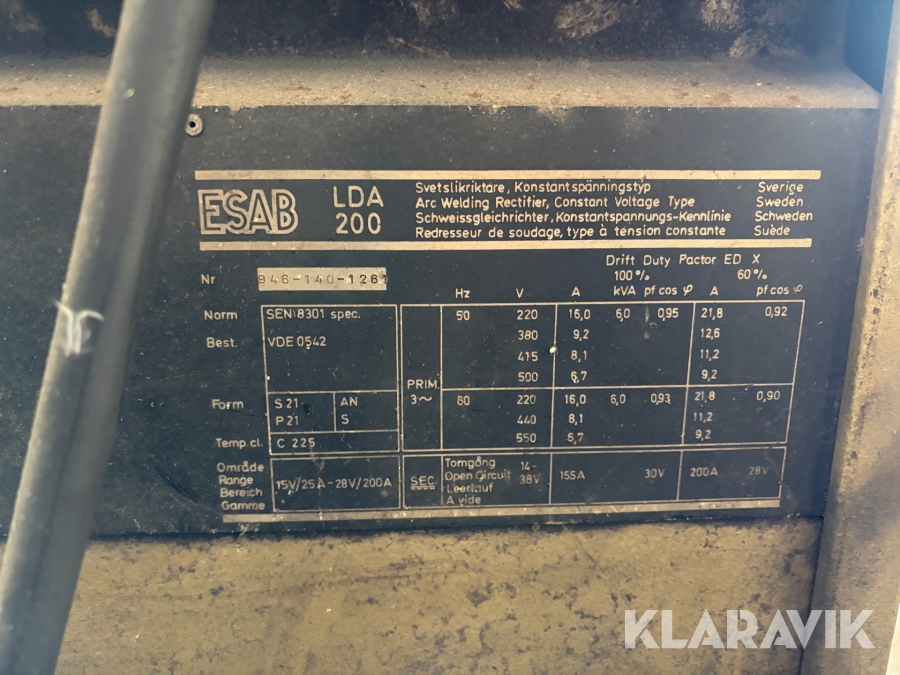 ESAB LDA 200
Svetslikriktare, Konstantspänningstyp Sverige
Arc Welding Rectifier, Constant Voltage Type Sweden
Schweissgleichrichter, Konstantspannungs-Kennlinie Schweden
Redresseur de soudage, type à tension constante Suède
Drift Duty Factor ED X
100% 60%
Nr 946-140-1261
Hz V A kVA pf cos φ A pf cos φ
Norm SEN 8301 spec. 50 220 16,0 6,0 0,95 21,8 0,92
380 9,2 12,6
Best. VDE 0542
415 8,1 11,2
500 6,7 9,2
PRIM. 3~
Form S 21 AN 60 220 16,0 6,0 0,93 21,8 0,90
P 21 S 440 8,1 11,2
Temp.cl. C 225 550 6,7 9,2
Område
Range
Bereich
Gamme
15V/25A-28V/200A
SEC.
Tomgång
Open Circuit
Leerlauf
A vide
14-
38V
155A 30V 200A 28V
KLARAVIK